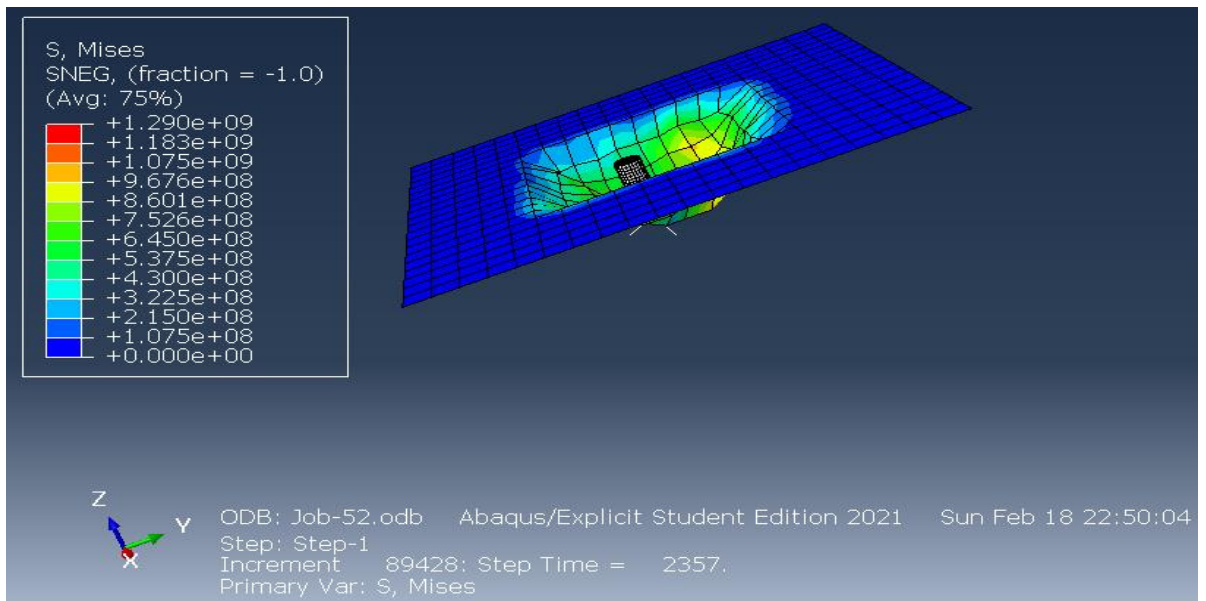 S, Mises
SNEG, (fraction = -1.0)
(Avg: 75%)
+1.290e+09
+1.183e+09
+1.075e+09
+9.676e+08
+8.601e+08
+7.526e+08
+6.450e+08
+5.375e+08
+4.300e+08
+3.225e+08
+2.150e+08
+1.075e+08
+0.000e+00
Z
Y
X
ODB: Job-52.odb Abaqus/Explicit Student Edition 2021 Sun Feb 18 22:50:04
Step: Step-1
Increment 89428: Step Time = 2357.
Primary Var: S, Mises